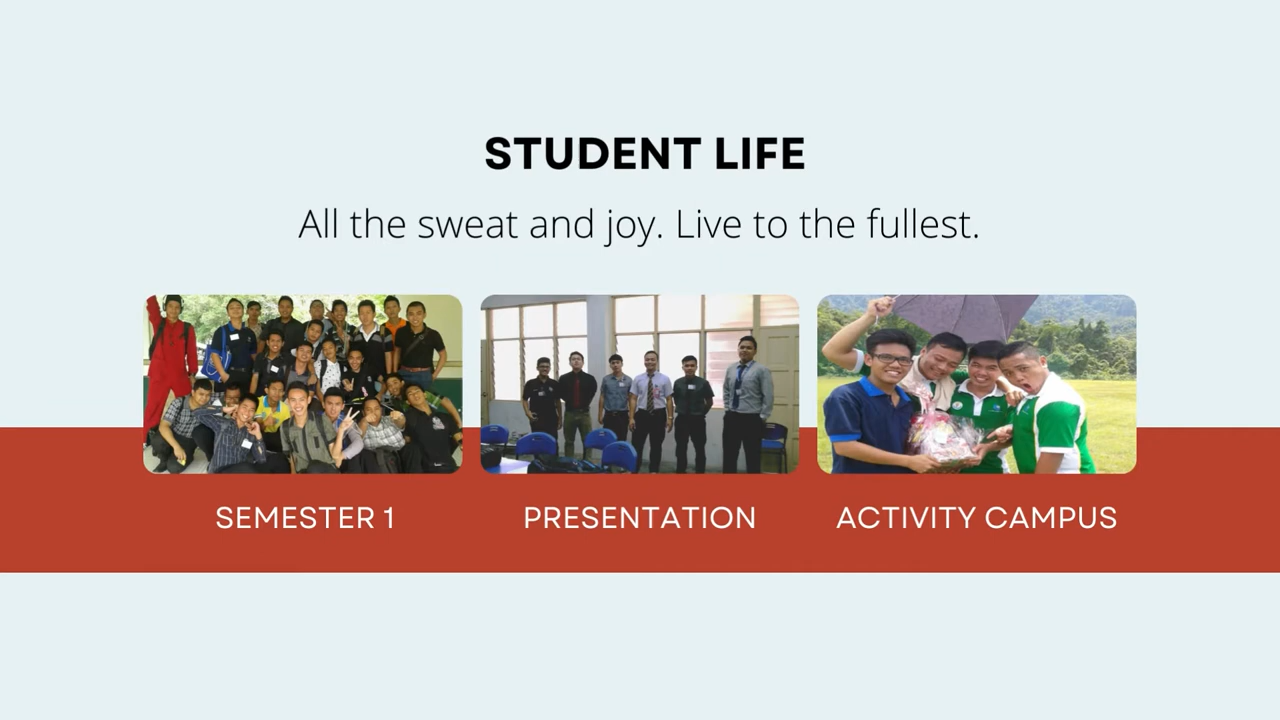 STUDENT LIFE
All the sweat and joy. Live to the fullest.
SEMESTER 1
PRESENTATION
ACTIVITY CAMPUS